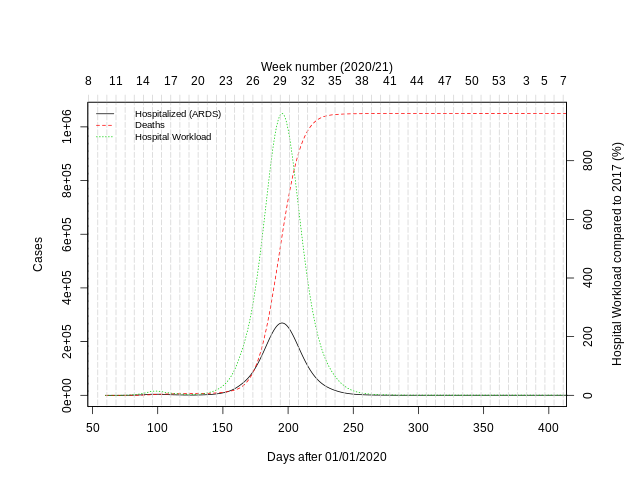 Week number (2020/21)
8 11 14 17 20 23 26 29 32 35 38 41 44 47 50 53 3 5 7
Hospitalized (ARDS)
Deaths
Hospital Workload
Cases
0e+00 2e+05 4e+05 6e+05 8e+05 1e+06
Hospital Workload compared to 2017 (%)
0 200 400 600 800
50 100 150 200 250 300 350 400
Days after 01/01/2020